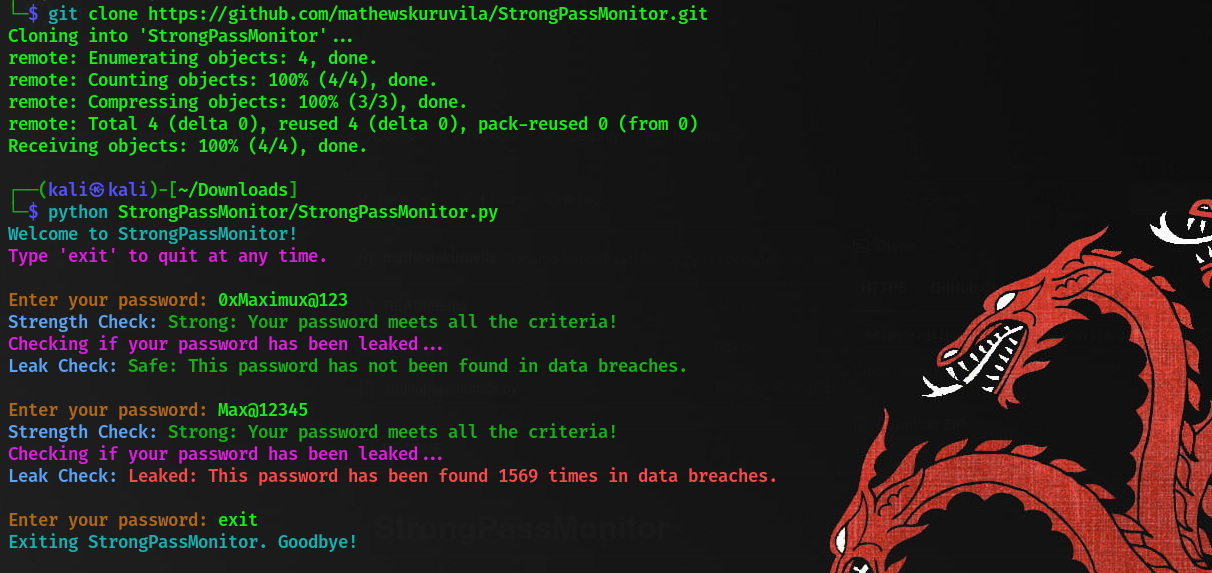 └─$ git clone https://github.com/mathewskuruvila/StrongPassMonitor.git
Cloning into 'StrongPassMonitor'...
remote: Enumerating objects: 4, done.
remote: Counting objects: 100% (4/4), done.
remote: Compressing objects: 100% (3/3), done.
remote: Total 4 (delta 0), reused 4 (delta 0), pack-reused 0 (from 0)
Receiving objects: 100% (4/4), done.
┌──(kali㉿kali)-[~/Downloads]
└─$ python StrongPassMonitor/StrongPassMonitor.py
Welcome to StrongPassMonitor!
Type 'exit' to quit at any time.
Enter your password: 0xMaximux@123
Strength Check: Strong: Your password meets all the criteria!
Checking if your password has been leaked...
Leak Check: Safe: This password has not been found in data breaches.
Enter your password: Max@12345
Strength Check: Strong: Your password meets all the criteria!
Checking if your password has been leaked...
Leak Check: Leaked: This password has been found 1569 times in data breaches.
Enter your password: exit
StrongPassMonitor
Exiting StrongPassMonitor. Goodbye!